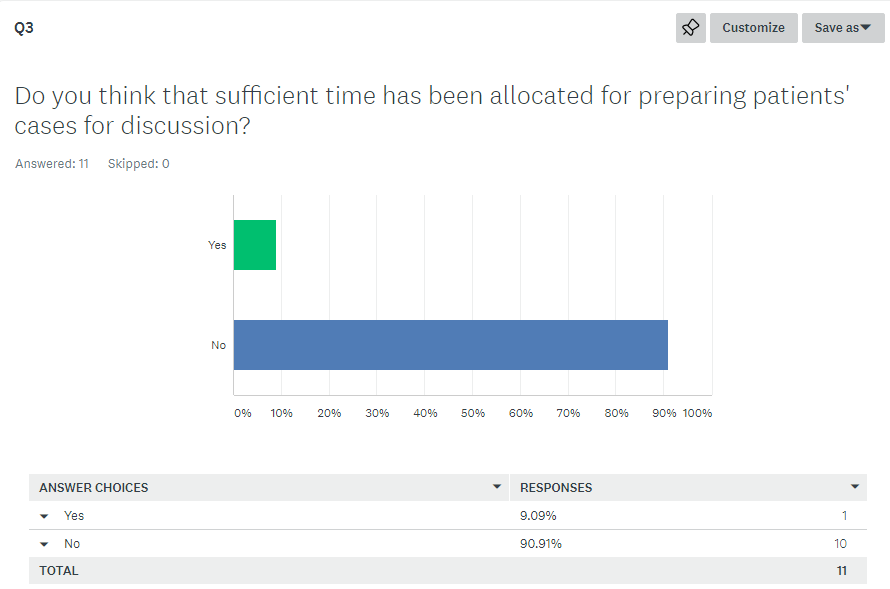 Q3
Customize
Save as
Do you think that sufficient time has been allocated for preparing patients'
cases for discussion?
Answered: 11 Skipped: 0
Yes
No
0% 10% 20% 30% 40% 50% 60% 70% 80% 90% 100%
ANSWER CHOICES RESPONSES
Yes 9.09% 1
No 90.91% 10
TOTAL 11